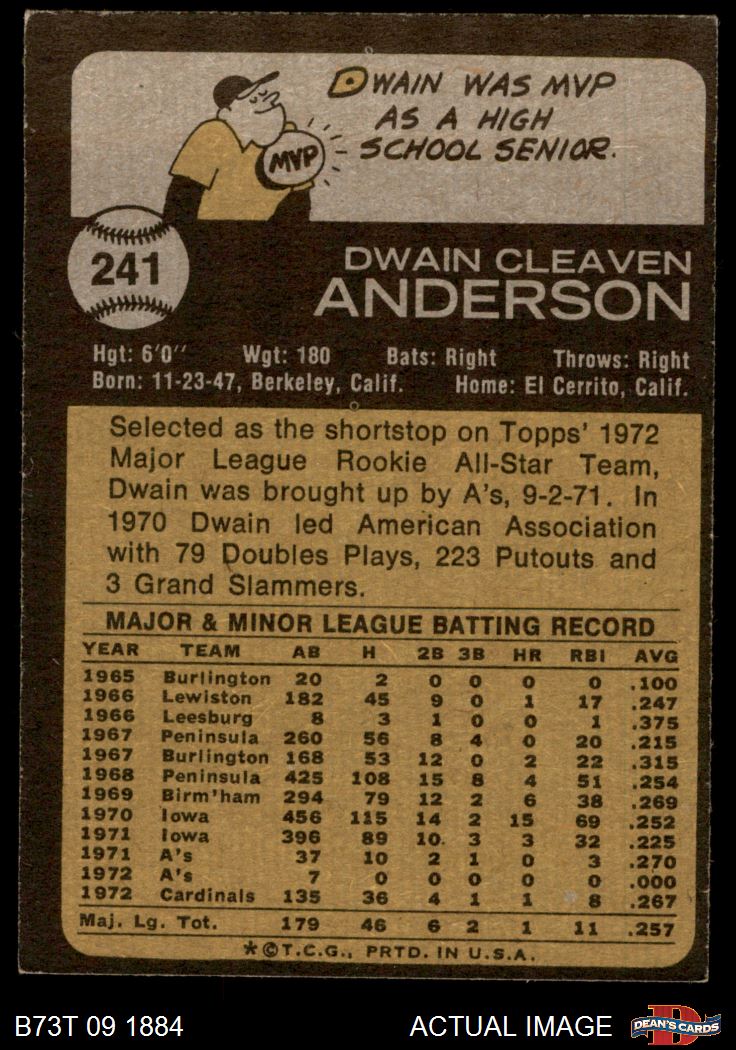 DWAIN WAS MVP
AS A HIGH
SCHOOL SENIOR.
MVP
241
DWAIN CLEAVEN
ANDERSON
Hgt: 6'0" Wgt: 180 Bats: Right Throws: Right
Born: 11-23-47, Berkeley, Calif. Home: El Cerrito, Calif.
Selected as the shortstop on Topps' 1972
Major League Rookie All-Star Team,
Dwain was brought up by A's, 9-2-71. In
1970 Dwain led American Association
with 79 Doubles Plays, 223 Putouts and
3 Grand Slammers.
MAJOR & MINOR LEAGUE BATTING RECORD
YEAR TEAM AB H 2B 3B HR RBI AVG
1965 Burlington 20 2 0 0 0 0 .100
1966 Lewiston 182 45 9 0 1 17 .247
1966 Leesburg 8 3 1 0 0 1 .375
1967 Peninsula 260 56 8 4 0 20 .215
1967 Burlington 168 53 12 0 2 22 .315
1968 Peninsula 425 108 15 8 4 51 .254
1969 Birm'ham 294 79 12 2 6 38 .269
1970 Iowa 456 115 14 2 15 69 .252
1971 Iowa 396 89 10 3 3 32 .225
1971 A's 37 10 2 1 0 3 .270
1972 A's 7 0 0 0 0 0 .000
1972 Cardinals 135 36 4 1 1 8 .267
Maj. Lg. Tot. 179 46 6 2 1 11 .257
*©T.C.G., PRTD. IN U.S.A.
B73T 09 1884 ACTUAL IMAGE DEAN'S CARDS